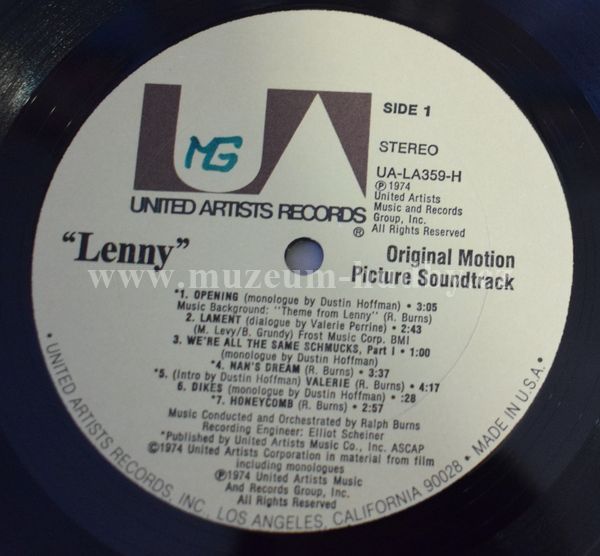 SIDE 1
MG
STEREO
UA-LA359-H
℗ 1974
United Artists
Music and Records
Group, Inc.
All Rights Reserved
UNITED ARTISTS RECORDS ®
"Lenny"
Original Motion
Picture Soundtrack
*1. OPENING (monologue by Dustin Hoffman) • 3:05
Music Background: "Theme from Lenny" (R. Burns)
2. LAMENT (dialogue by Valerie Perrine) • 2:43
(M. Levy/B. Grundy) Frost Music Corp. BMI
3. WE'RE ALL THE SAME SCHMUCKS, Part I • 1:00
(monologue by Dustin Hoffman)
*4. NAN'S DREAM (R. Burns) • 3:37
*5. (Intro by Dustin Hoffman) VALERIE (R. Burns) • 4:17
6. DIKES (monologue by Dustin Hoffman) • :28
*7. HONEYCOMB (R. Burns) • 2:57
Music Conducted and Orchestrated by Ralph Burns
Recording Engineer: Elliot Scheiner
*Published by United Artists Music Co., Inc. ASCAP
©1974 United Artists Corporation in material from film
including monologues
℗1974 United Artists Music
And Records Group, Inc.
All Rights Reserved
• UNITED ARTISTS RECORDS, INC., LOS ANGELES, CALIFORNIA 90028 • MADE IN U.S.A. •